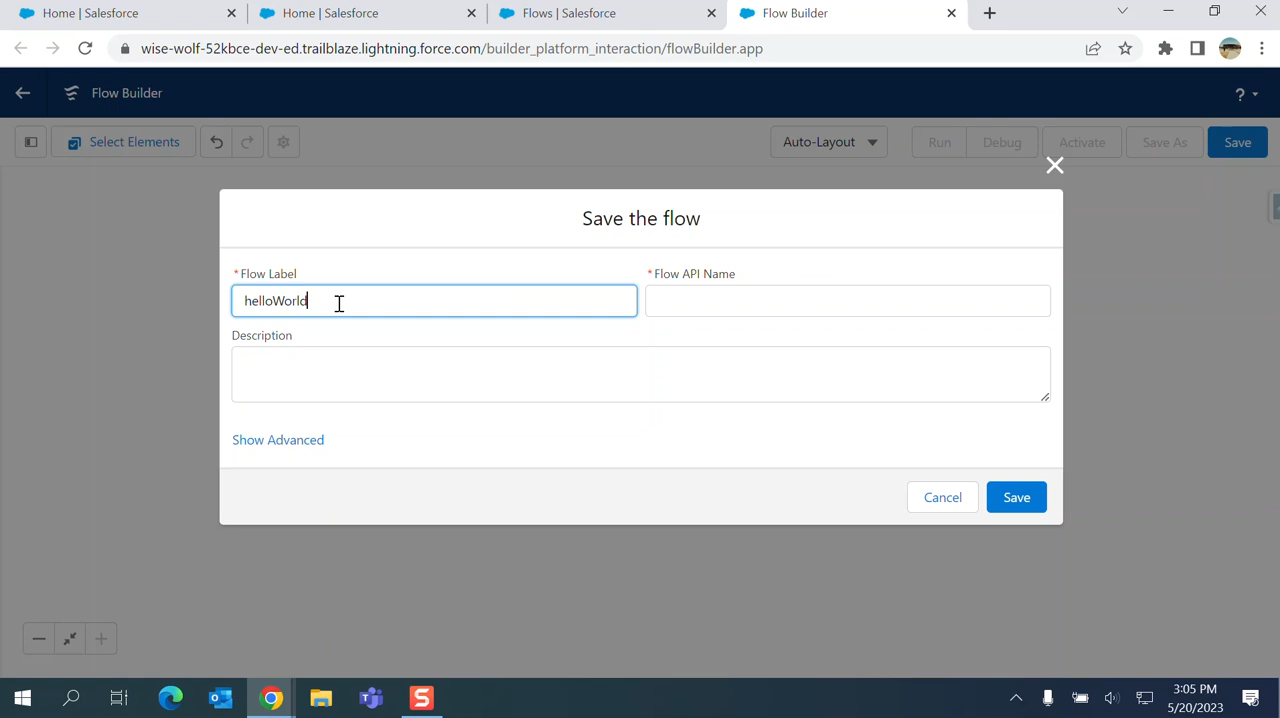 Home | Salesforce
Home | Salesforce
Flows | Salesforce
Flow Builder
wise-wolf-52kbce-dev-ed.trailblaze.lightning.force.com/builder_platform_interaction/flowBuilder.app
Flow Builder
?
Select Elements
Auto-Layout
Run
Debug
Activate
Save As
Save
Save the flow
*Flow Label
*Flow API Name
helloWorld
Description
Show Advanced
Cancel
Save
3:05 PM
5/20/2023